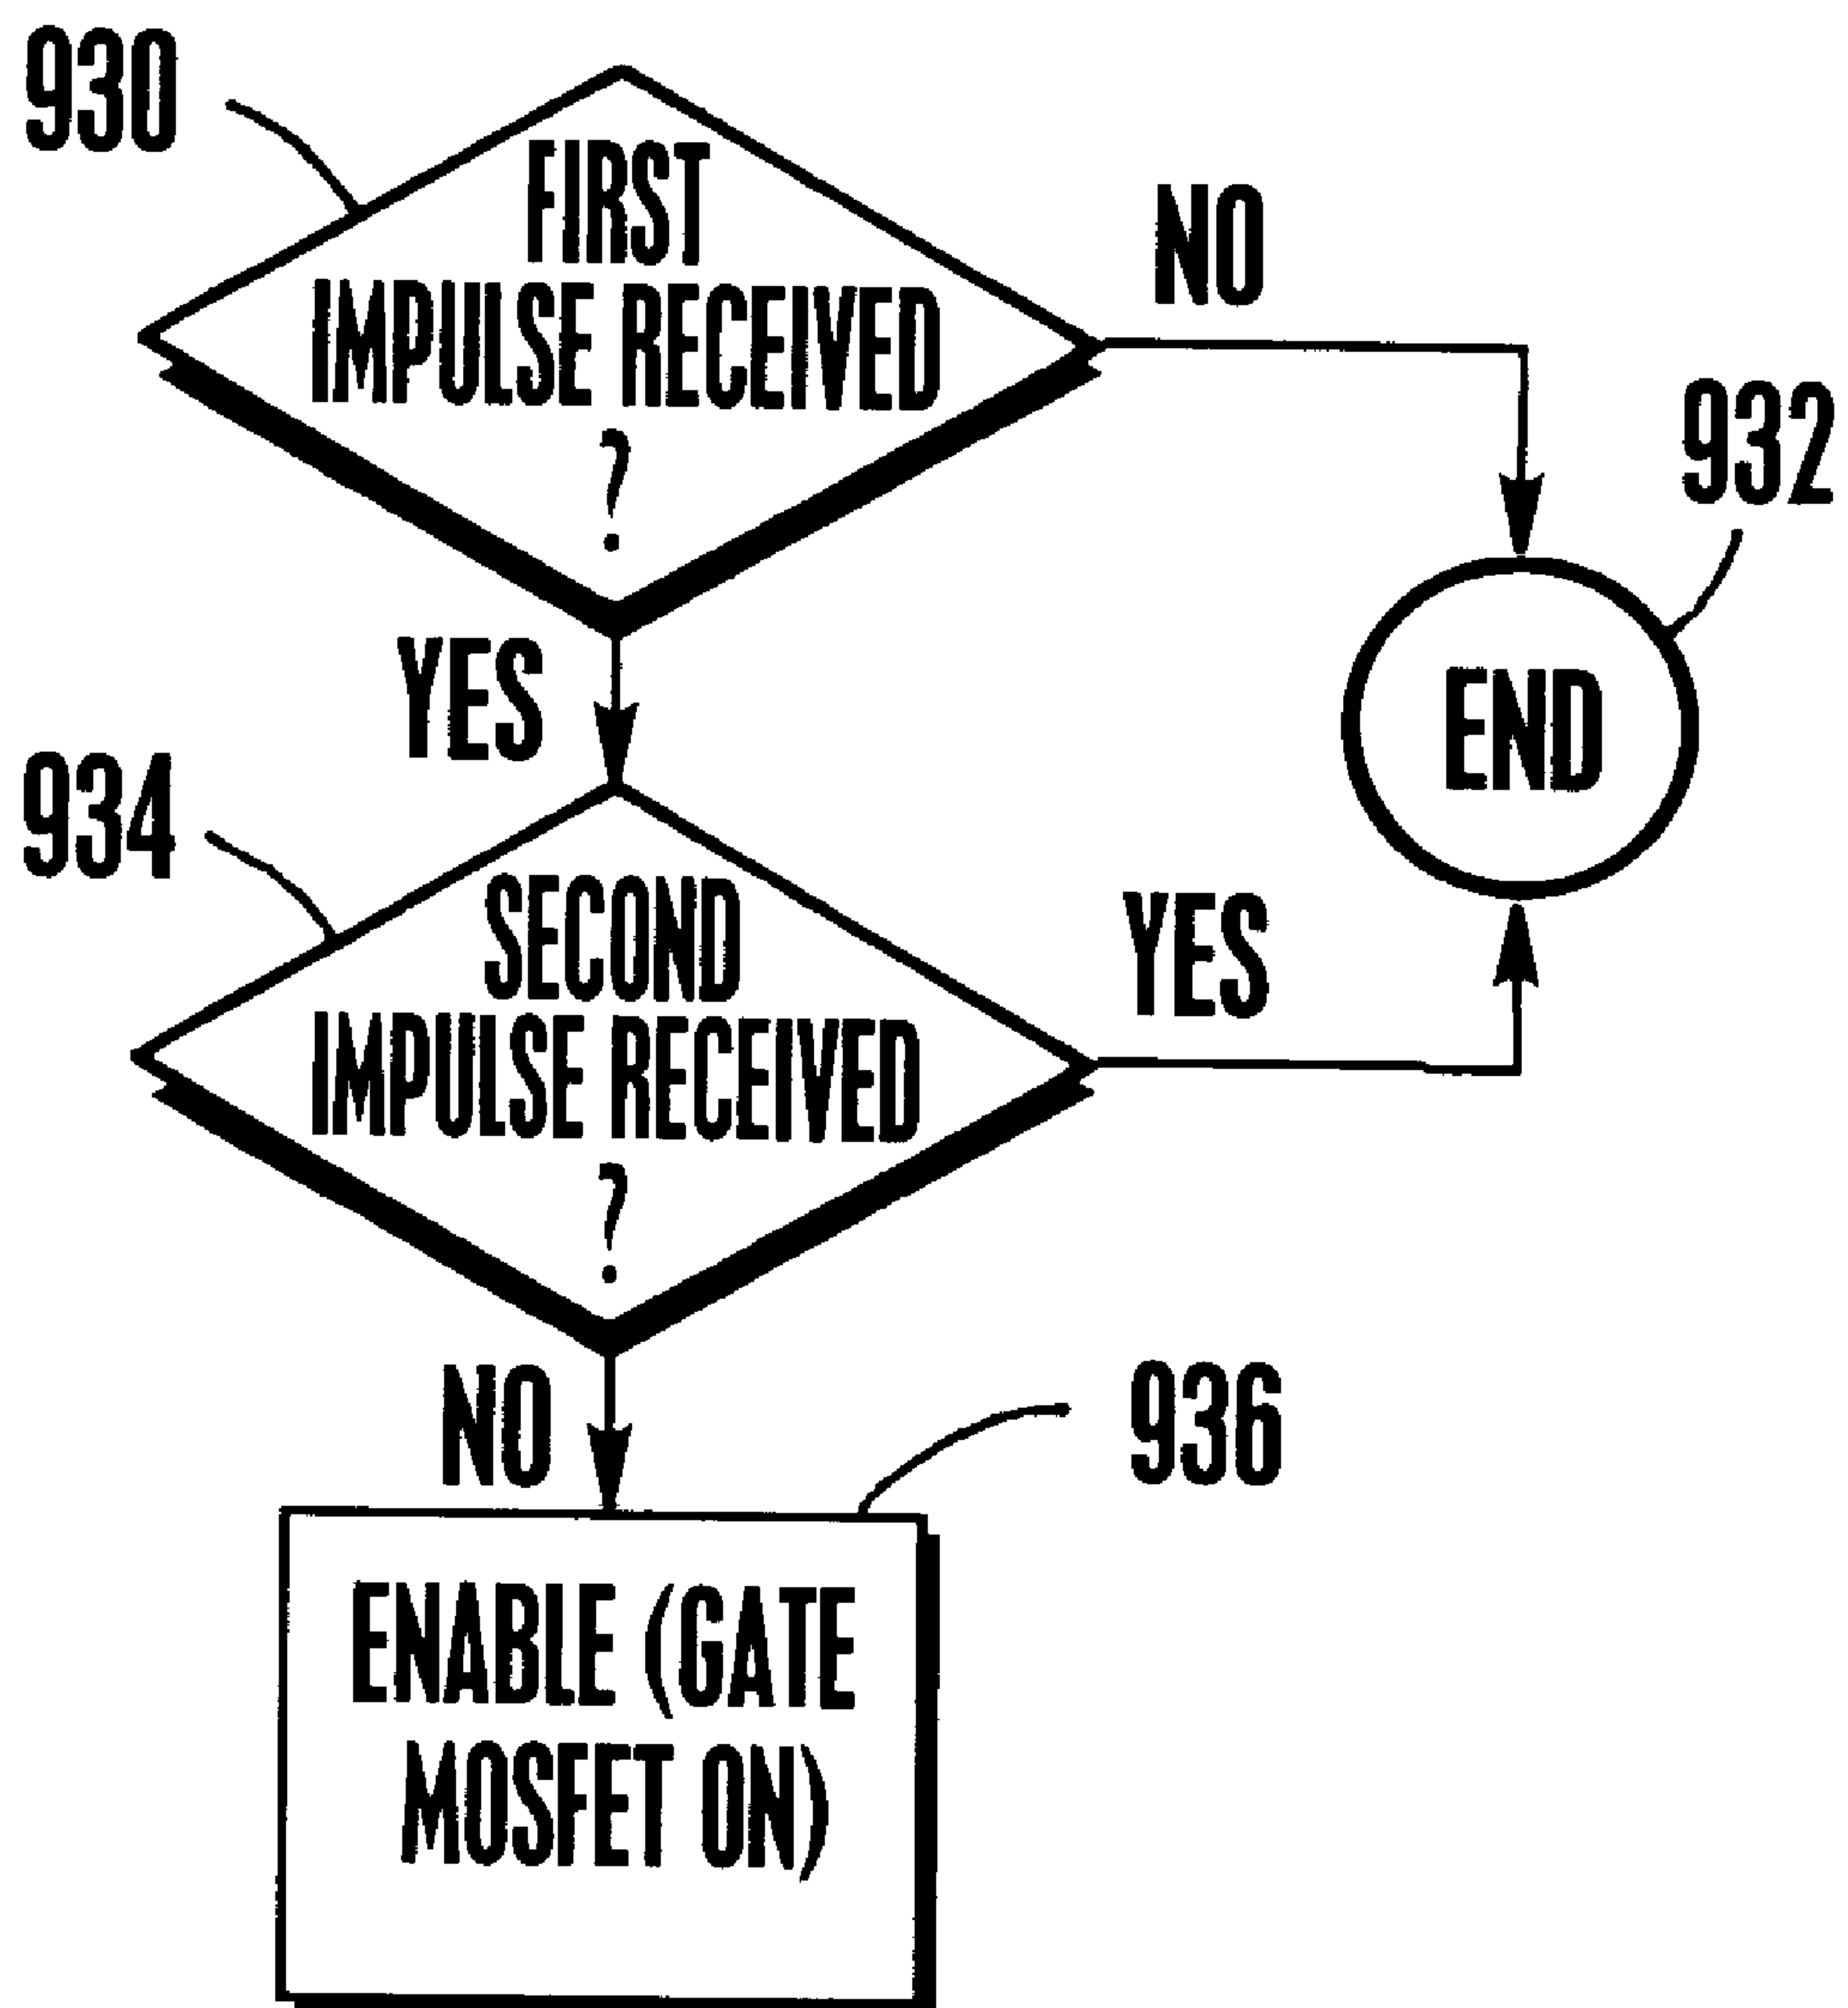 930
FIRST
IMPULSE RECEIVED
?
NO
932
END
YES
934
SECOND
IMPULSE RECEIVED
?
YES
NO
936
ENABLE (GATE
MOSFET ON)